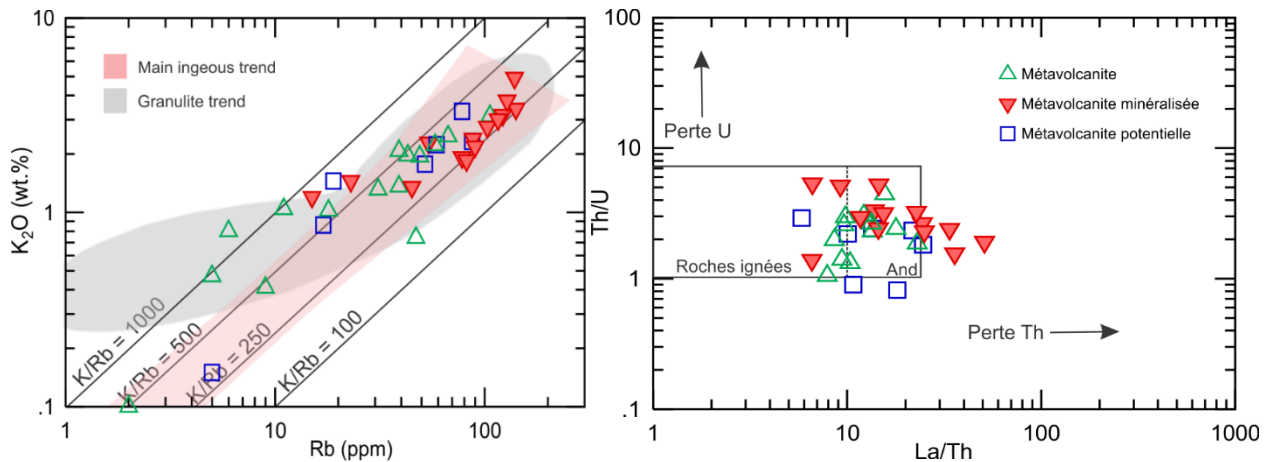 10
1
.1
K2O (wt.%)
Main ingeous trend
Granulite trend
K/Rb = 1000
K/Rb = 500
K/Rb = 250
K/Rb = 100
1
10
100
Rb (ppm)
100
10
1
.1
Th/U
Perte U
Métavolcanite
Métavolcanite minéralisée
Métavolcanite potentielle
Roches ignées
And
Perte Th
1
10
100
1000
La/Th